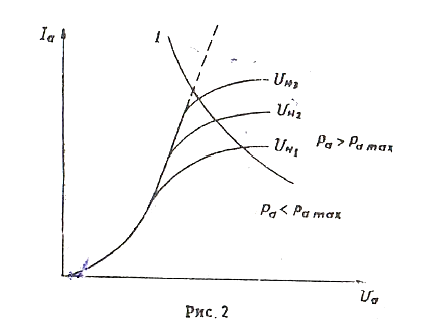 Iа
1
Uн3
Uн2
Uн1
Pа > Pа max
Pа < Pа max
Uа
Рис. 2